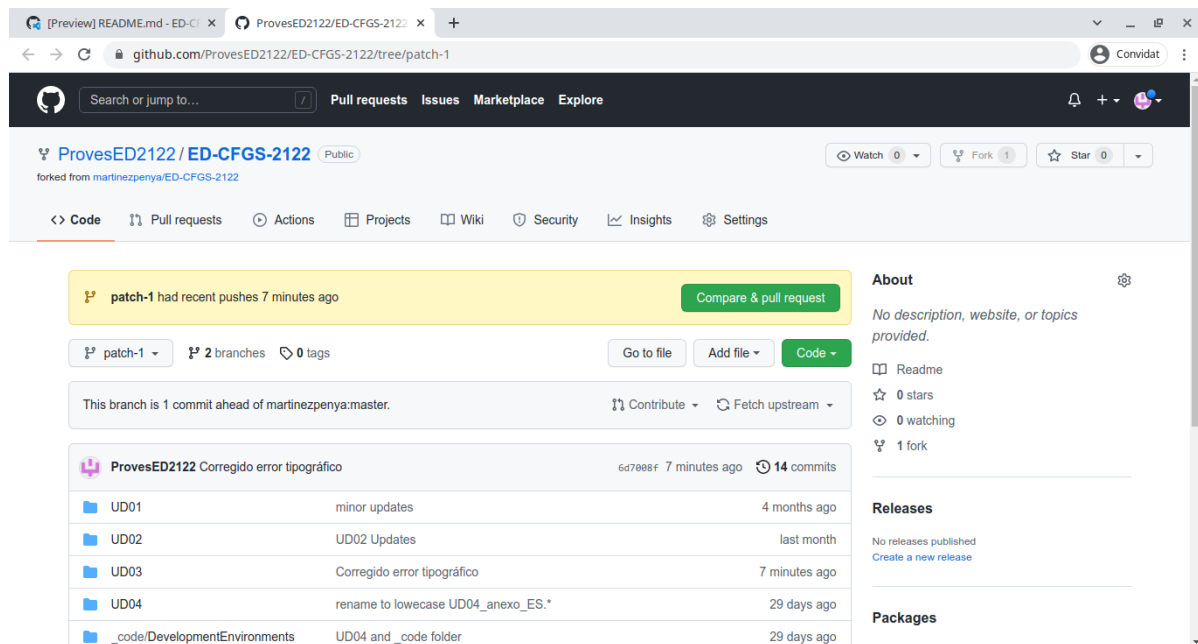 [Preview] README.md - ED-CF
ProvesED2122/ED-CFGS-2122
github.com/ProvesED2122/ED-CFGS-2122/tree/patch-1
Convidat
Search or jump to...
/
Pull requests Issues Marketplace Explore
ProvesED2122 / ED-CFGS-2122 Public
Watch 0 Fork 1 Star 0
forked from martinezpenya/ED-CFGS-2122
Code Pull requests Actions Projects Wiki Security Insights Settings
patch-1 had recent pushes 7 minutes ago
Compare & pull request
patch-1 2 branches 0 tags
Go to file Add file Code
This branch is 1 commit ahead of martinezpenya:master.
Contribute Fetch upstream
ProvesED2122 Corregido error tipográfico 6d7008f 7 minutes ago 14 commits
UD01 minor updates 4 months ago
UD02 UD02 Updates last month
UD03 Corregido error tipográfico 7 minutes ago
UD04 rename to lowecase UD04_anexo_ES.* 29 days ago
_code/DevelopmentEnvironments UD04 and _code folder 29 days ago
About
No description, website, or topics
provided.
Readme
0 stars
0 watching
1 fork
Releases
No releases published
Create a new release
Packages